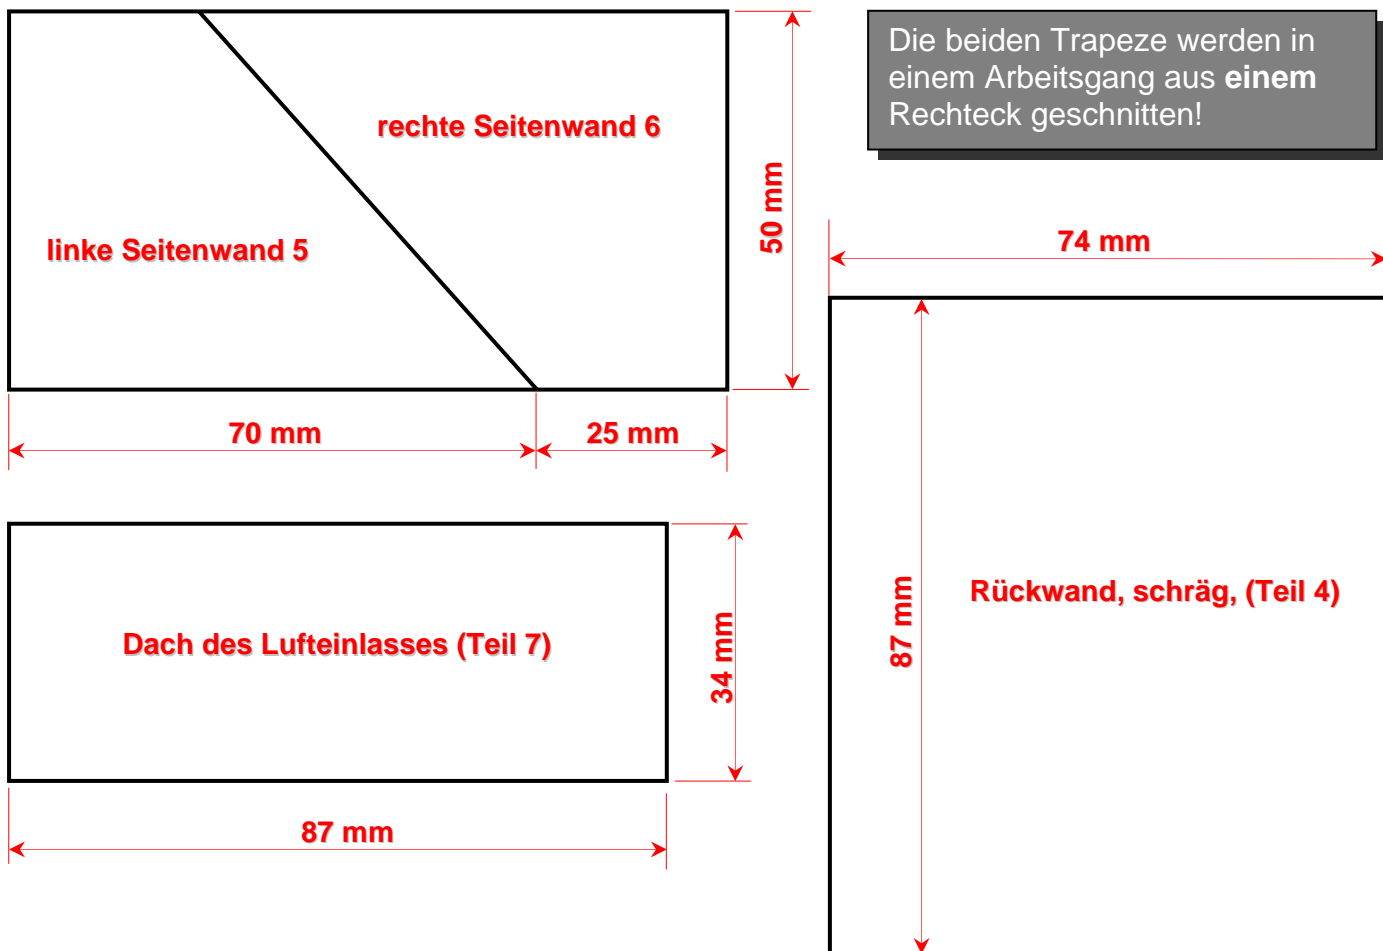 Die beiden Trapeze werden in
einem Arbeitsgang aus einem
Rechteck geschnitten!
rechte Seitenwand 6
linke Seitenwand 5
50 mm
70 mm
25 mm
74 mm
87 mm
Rückwand, schräg, (Teil 4)
Dach des Lufteinlasses (Teil 7)
34 mm
87 mm